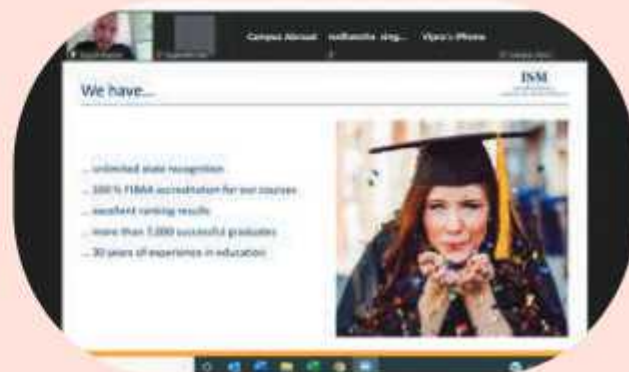 Campus Abroad
We have...
ISM
... unlimited state recognition
... 100 % FIBAA accreditation for our courses
... excellent ranking results
... more than 7,000 successful graduates
... 30 years of experience in education